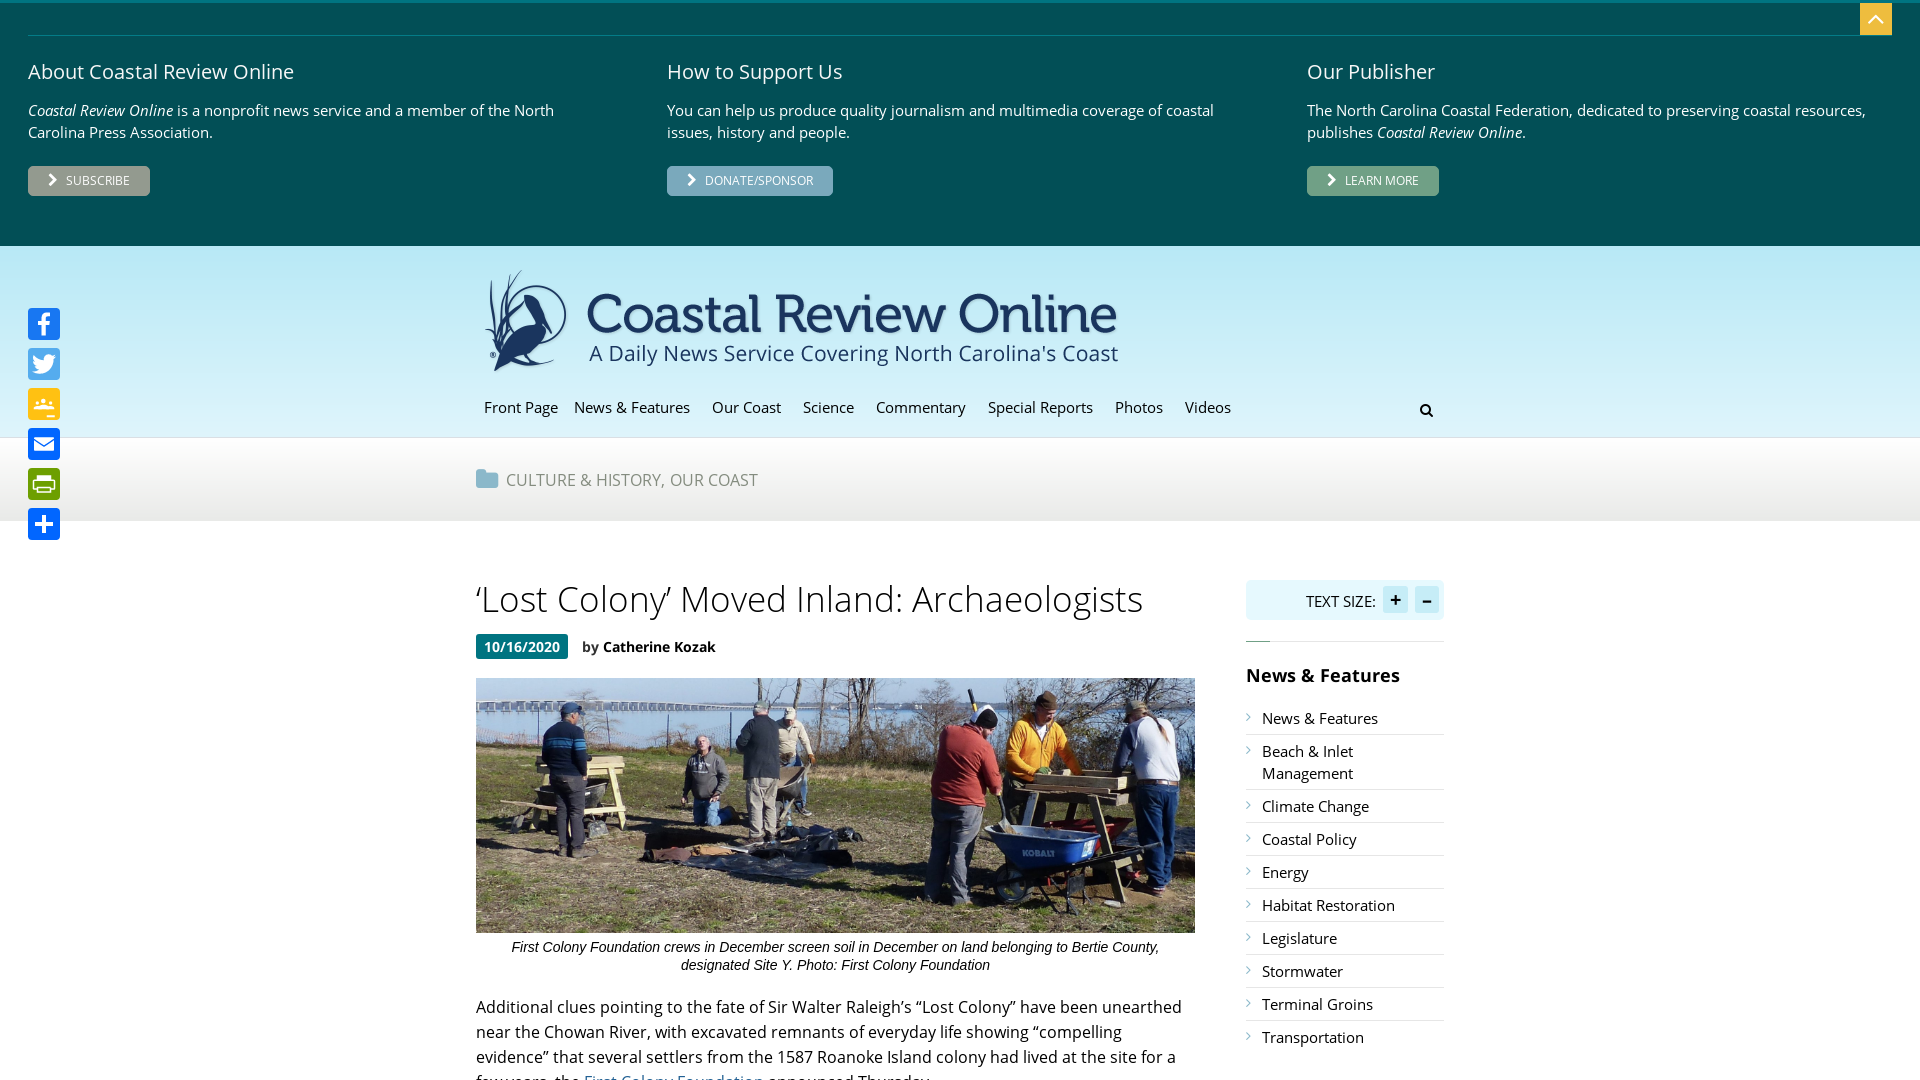 About Coastal Review Online
Coastal Review Online is a nonprofit news service and a member of the North
Carolina Press Association.
SUBSCRIBE
How to Support Us
You can help us produce quality journalism and multimedia coverage of coastal
issues, history and people.
DONATE/SPONSOR
Our Publisher
The North Carolina Coastal Federation, dedicated to preserving coastal resources,
publishes Coastal Review Online.
LEARN MORE
Coastal Review Online
A Daily News Service Covering North Carolina's Coast
Front Page News & Features Our Coast Science Commentary Special Reports Photos Videos
CULTURE & HISTORY, OUR COAST
‘Lost Colony’ Moved Inland: Archaeologists
10/16/2020 by Catherine Kozak
KOBALT
First Colony Foundation crews in December screen soil in December on land belonging to Bertie County,
designated Site Y. Photo: First Colony Foundation
Additional clues pointing to the fate of Sir Walter Raleigh’s “Lost Colony” have been unearthed
near the Chowan River, with excavated remnants of everyday life showing “compelling
evidence” that several settlers from the 1587 Roanoke Island colony had lived at the site for a
few years, the First Colony Foundation announced Thursday.
TEXT SIZE: + -
News & Features
News & Features
Beach & Inlet
Management
Climate Change
Coastal Policy
Energy
Habitat Restoration
Legislature
Stormwater
Terminal Groins
Transportation